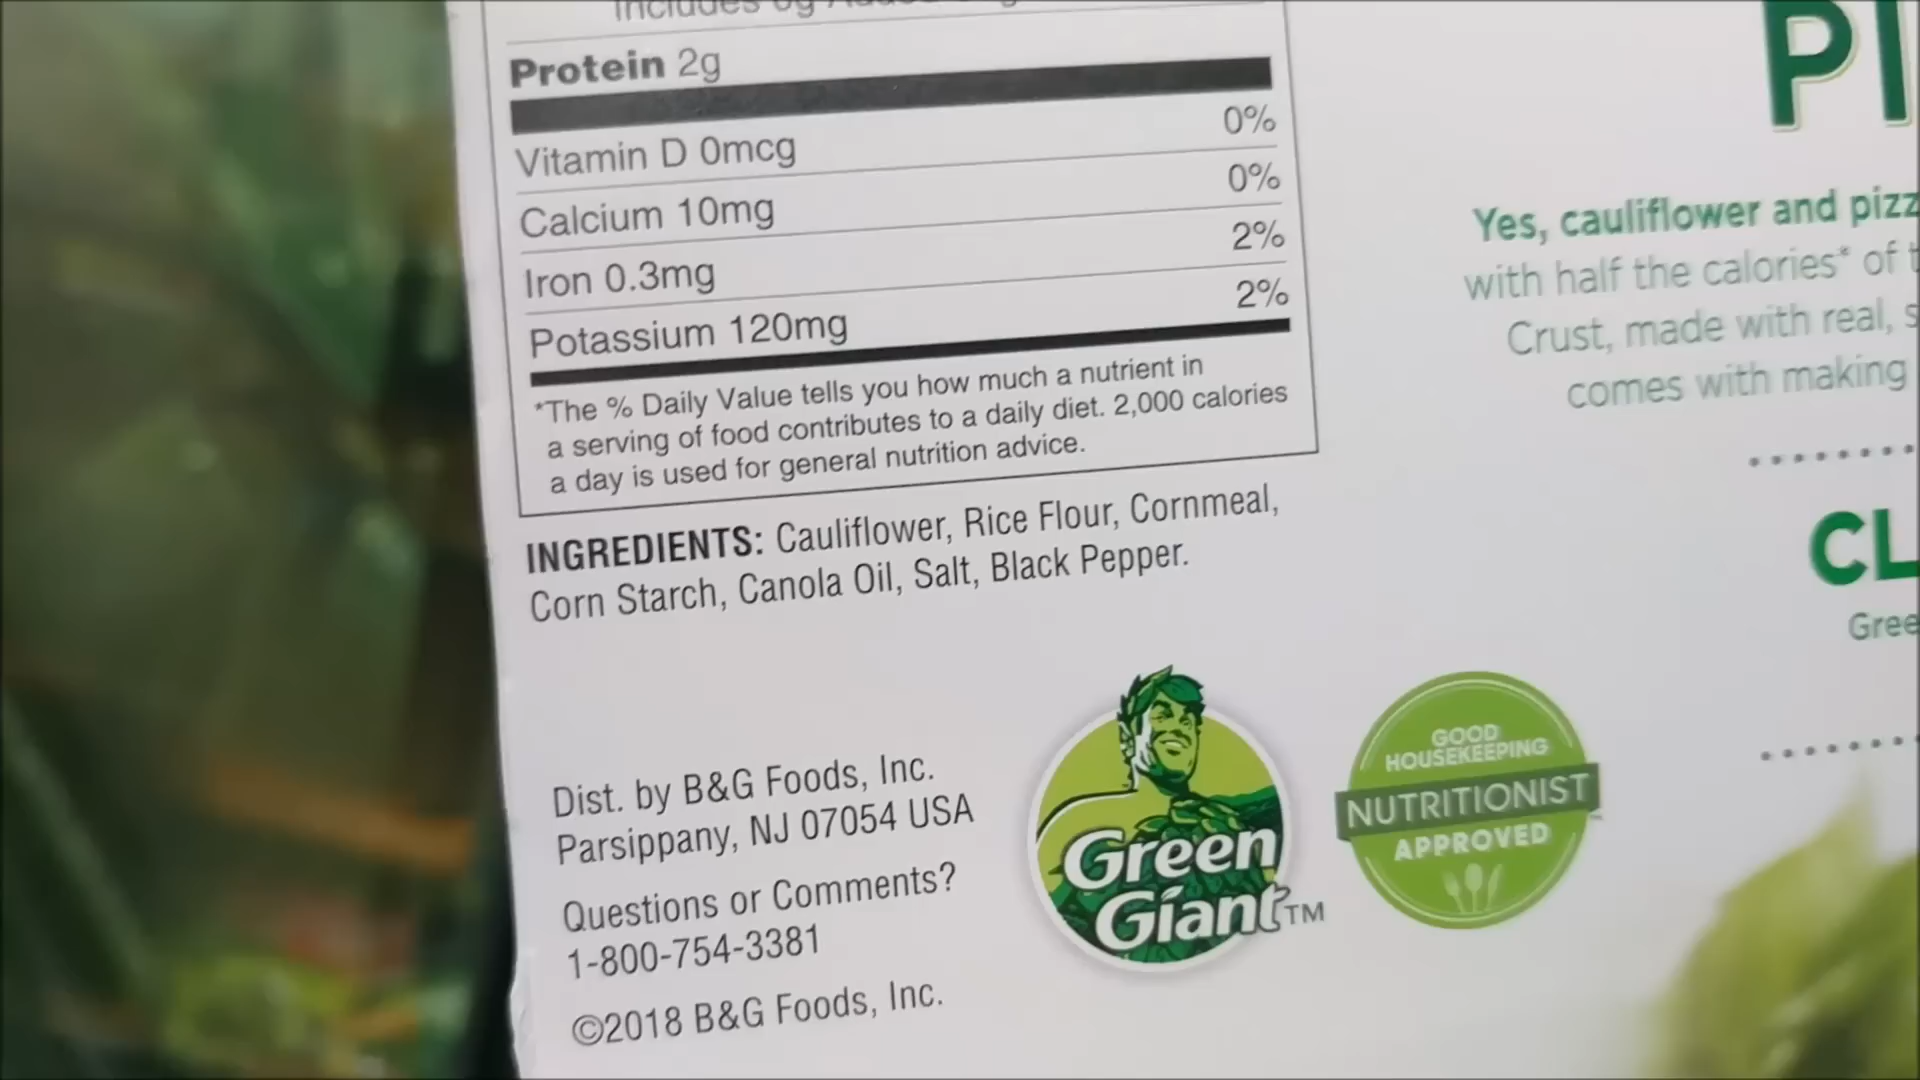 Includes 0g
Protein 2g
Vitamin D 0mcg 0%
Calcium 10mg 0%
Iron 0.3mg 2%
Potassium 120mg 2%
*The % Daily Value tells you how much a nutrient in
a serving of food contributes to a daily diet. 2,000 calories
a day is used for general nutrition advice.
INGREDIENTS: Cauliflower, Rice Flour, Cornmeal,
Corn Starch, Canola Oil, Salt, Black Pepper.
Dist. by B&G Foods, Inc.
Parsippany, NJ 07054 USA
Questions or Comments?
1-800-754-3381
©2018 B&G Foods, Inc.
Green
Giant™
GOOD
HOUSEKEEPING
NUTRITIONIST
APPROVED
PI
Yes, cauliflower and pizz
with half the calories* of t
Crust, made with real, s
comes with making
CL
Gree